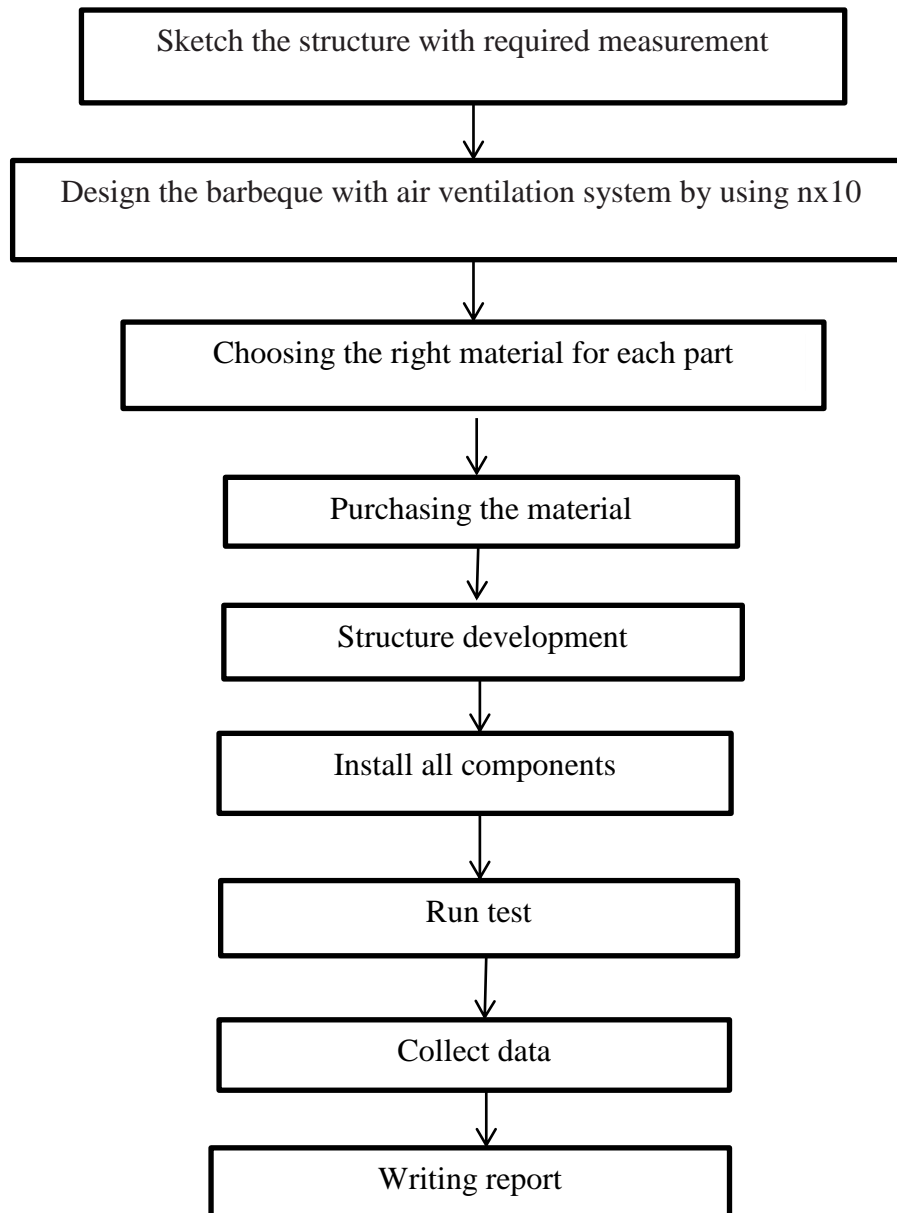 Sketch the structure with required measurement
Design the barbeque with air ventilation system by using nx10
Choosing the right material for each part
Purchasing the material
Structure development
Install all components
Run test
Collect data
Writing report